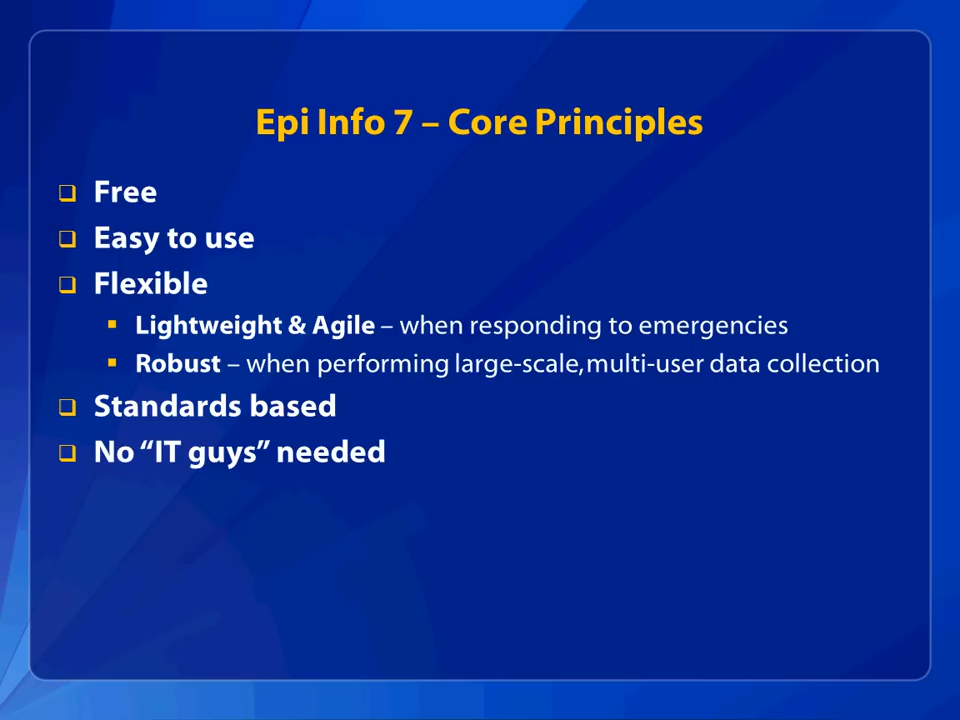 Epi Info 7 – Core Principles
Free
Easy to use
Flexible
Lightweight & Agile – when responding to emergencies
Robust – when performing large-scale, multi-user data collection
Standards based
No “IT guys” needed